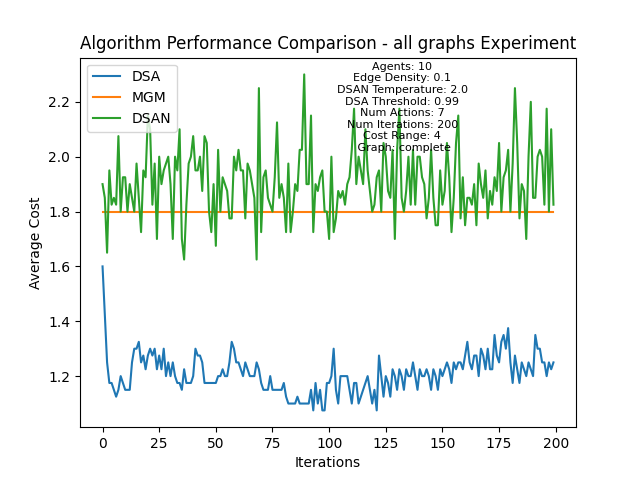 Algorithm Performance Comparison - all graphs Experiment
DSA
MGM
DSAN
Agents: 10
Edge Density: 0.1
DSAN Temperature: 2.0
DSA Threshold: 0.99
Num Actions: 7
Num Iterations: 200
Cost Range: 4
Graph: complete
Average Cost
2.2
2.0
1.8
1.6
1.4
1.2
0
25
50
75
100
125
150
175
200
Iterations